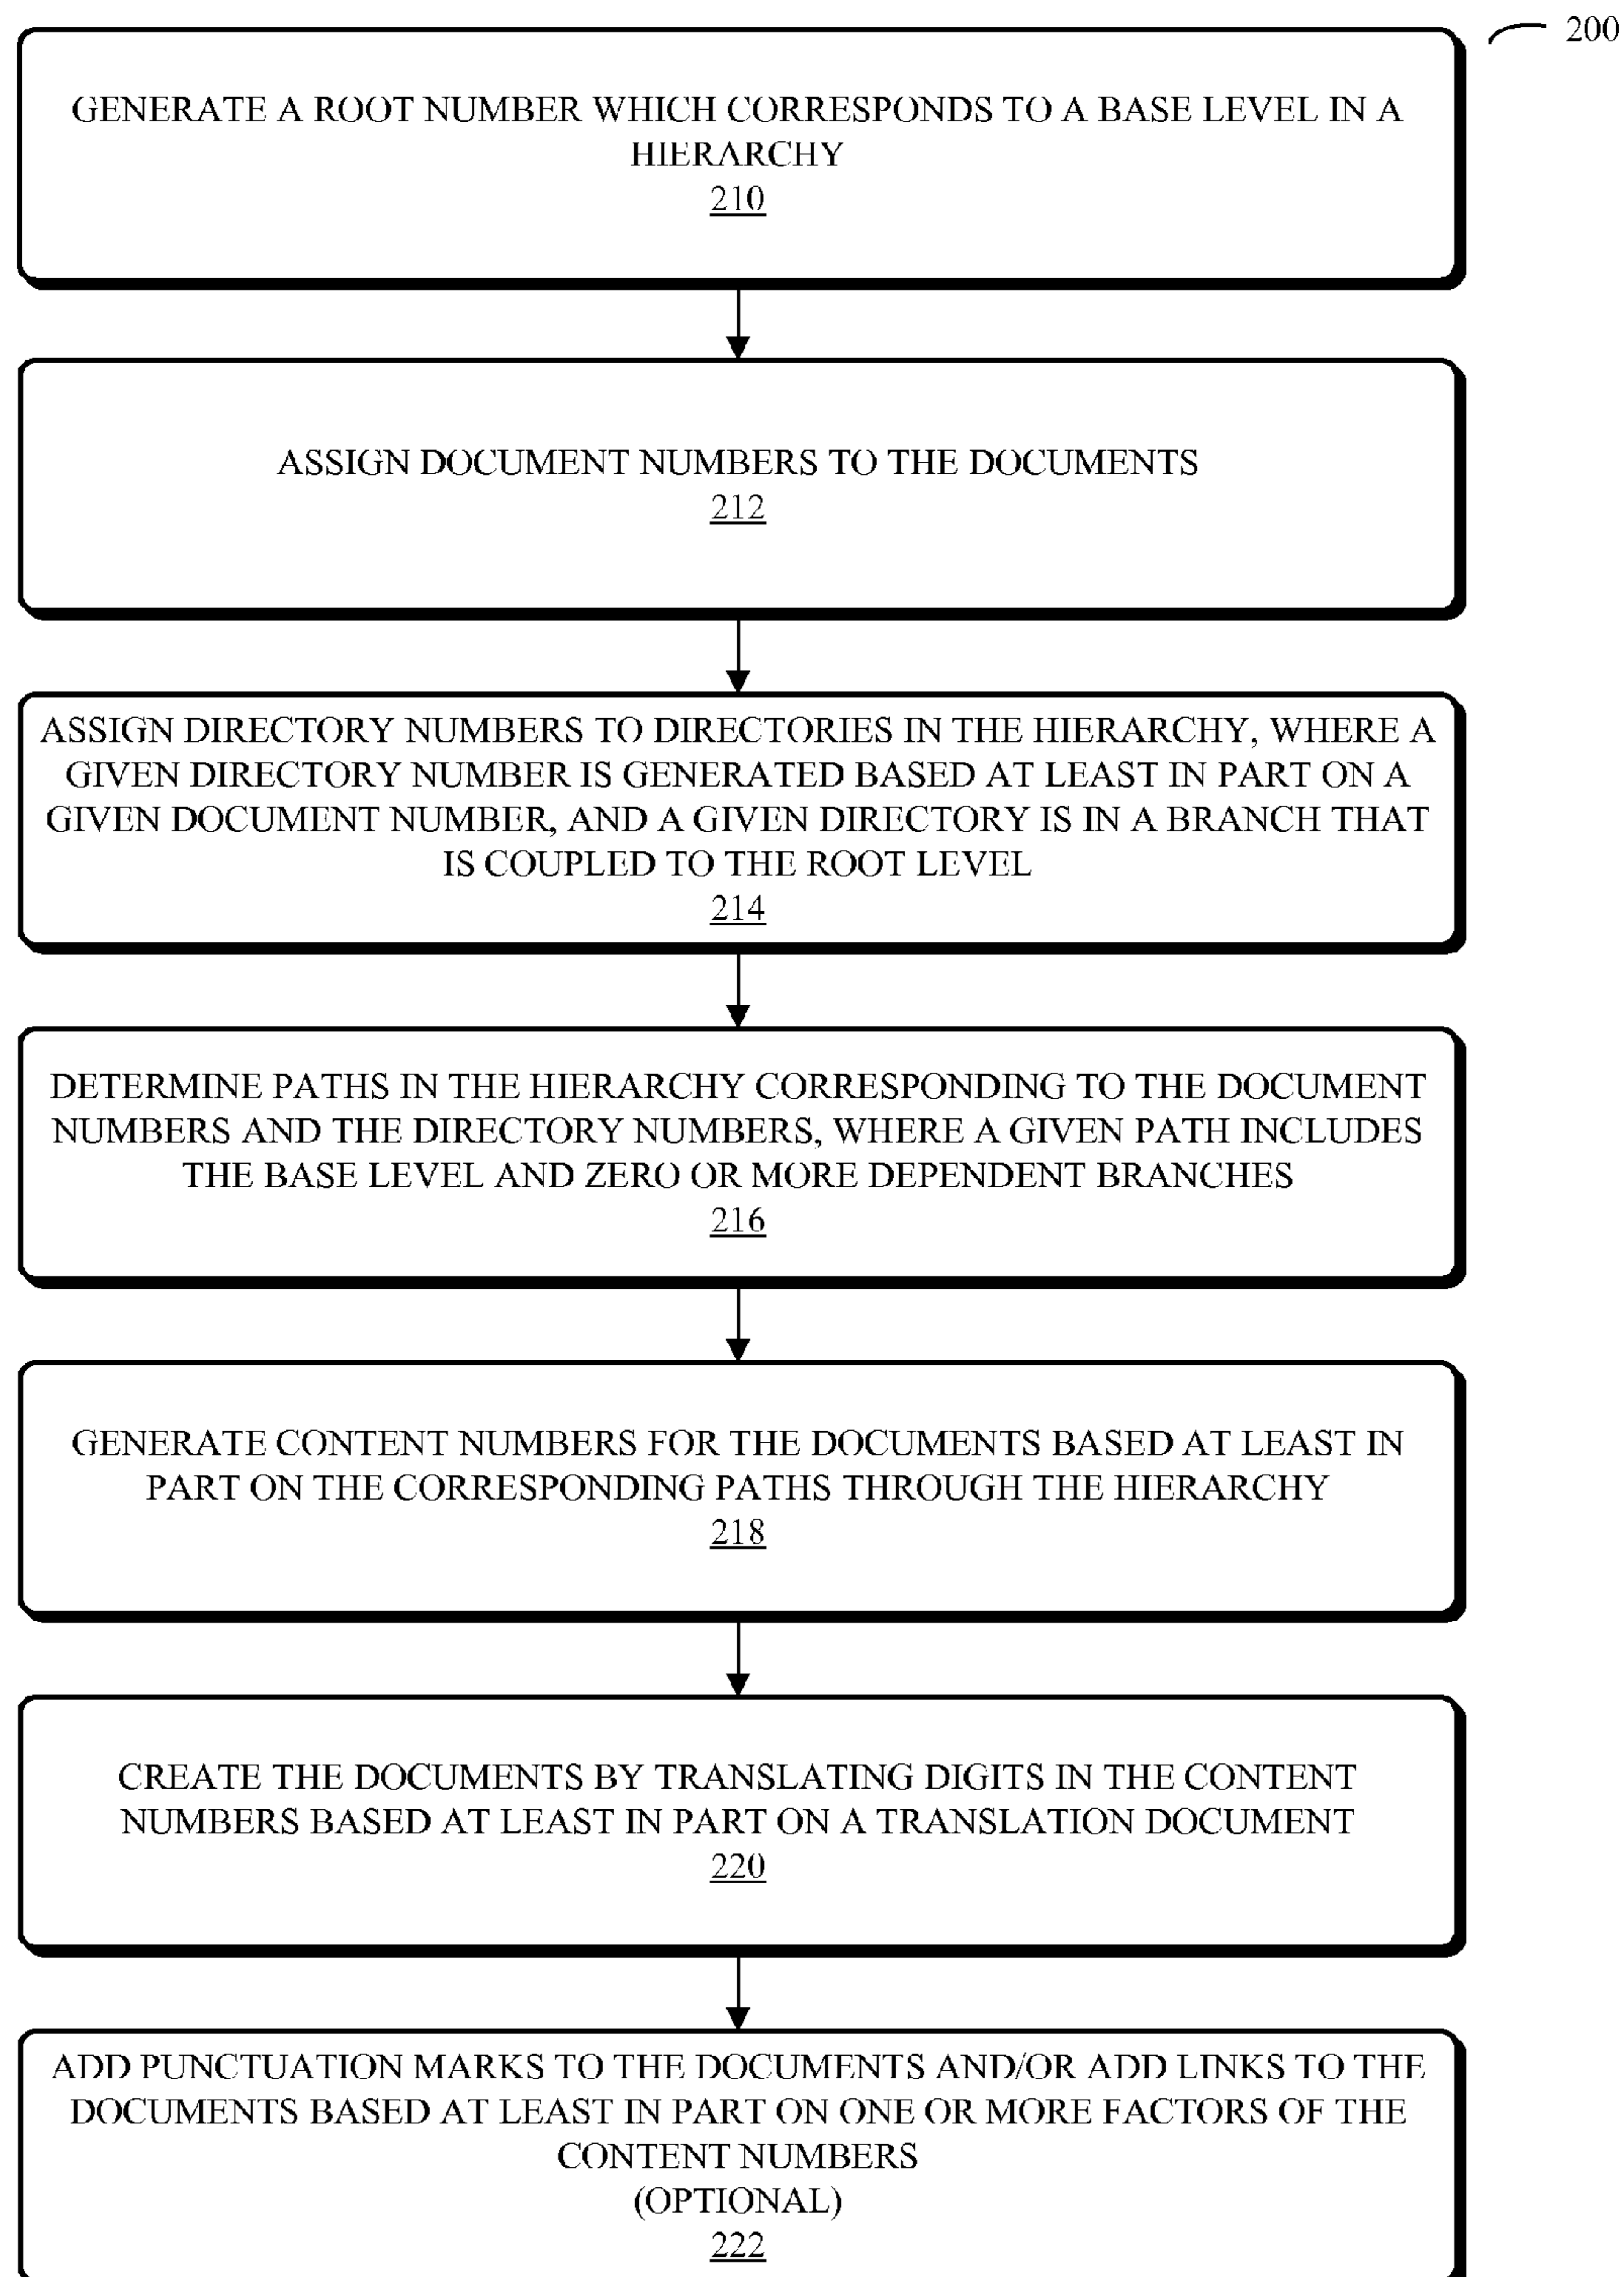 200
GENERATE A ROOT NUMBER WHICH CORRESPONDS TO A BASE LEVEL IN A
HIERARCHY
210
ASSIGN DOCUMENT NUMBERS TO THE DOCUMENTS
212
ASSIGN DIRECTORY NUMBERS TO DIRECTORIES IN THE HIERARCHY, WHERE A
GIVEN DIRECTORY NUMBER IS GENERATED BASED AT LEAST IN PART ON A
GIVEN DOCUMENT NUMBER, AND A GIVEN DIRECTORY IS IN A BRANCH THAT
IS COUPLED TO THE ROOT LEVEL
214
DETERMINE PATHS IN THE HIERARCHY CORRESPONDING TO THE DOCUMENT
NUMBERS AND THE DIRECTORY NUMBERS, WHERE A GIVEN PATH INCLUDES
THE BASE LEVEL AND ZERO OR MORE DEPENDENT BRANCHES
216
GENERATE CONTENT NUMBERS FOR THE DOCUMENTS BASED AT LEAST IN
PART ON THE CORRESPONDING PATHS THROUGH THE HIERARCHY
218
CREATE THE DOCUMENTS BY TRANSLATING DIGITS IN THE CONTENT
NUMBERS BASED AT LEAST IN PART ON A TRANSLATION DOCUMENT
220
ADD PUNCTUATION MARKS TO THE DOCUMENTS AND/OR ADD LINKS TO THE
DOCUMENTS BASED AT LEAST IN PART ON ONE OR MORE FACTORS OF THE
CONTENT NUMBERS
(OPTIONAL)
222